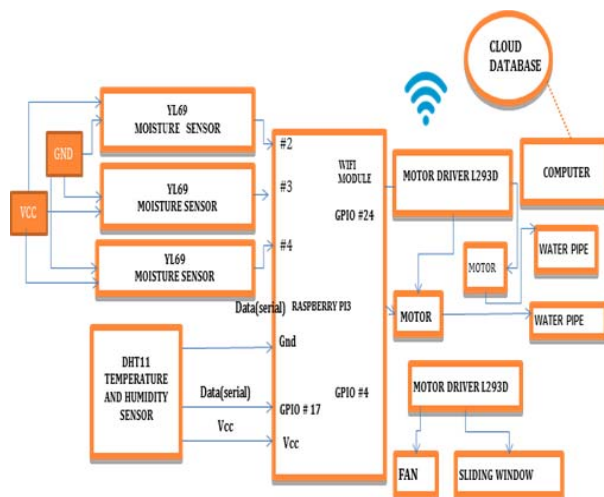 CLOUD
DATABASE
YL69
MOISTURE SENSOR
GND
VCC
YL69
MOISTURE SENSOR
YL69
MOISTURE SENSOR
#2
#3
#4
WIFI
MODULE
GPIO #24
Data(serial)
RASPBERRY PI3
Gnd
GPIO # 17
GPIO #4
Vcc
MOTOR DRIVER L293D
COMPUTER
MOTOR
WATER PIPE
MOTOR
WATER PIPE
DHT11
TEMPERATURE
AND HUMIDITY
SENSOR
Data(serial)
Vcc
MOTOR DRIVER L293D
FAN
SLIDING WINDOW